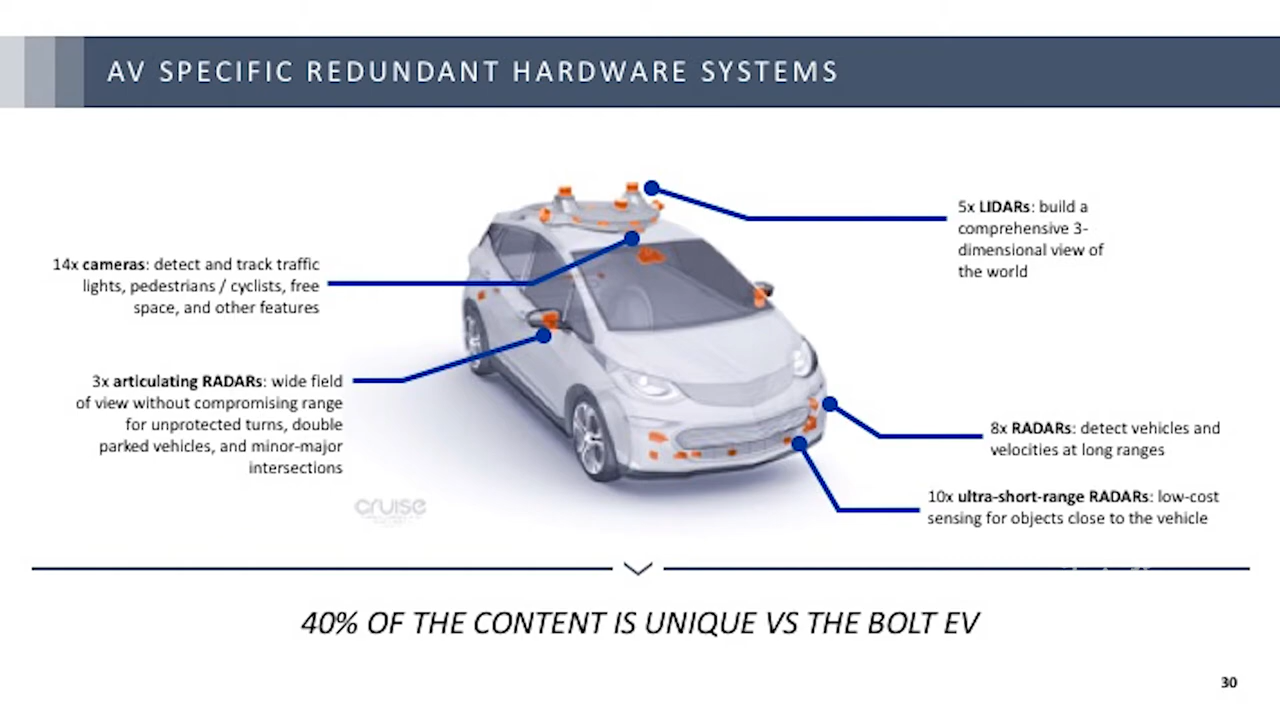 AV SPECIFIC REDUNDANT HARDWARE SYSTEMS
5x LIDARs: build a
comprehensive 3-
dimensional view of
the world
14x cameras: detect and track traffic
lights, pedestrians / cyclists, free
space, and other features
3x articulating RADARs: wide field
of view without compromising range
for unprotected turns, double
parked vehicles, and minor-major
intersections
8x RADARs: detect vehicles and
velocities at long ranges
10x ultra-short-range RADARs: low-cost
sensing for objects close to the vehicle
cruise
40% OF THE CONTENT IS UNIQUE VS THE BOLT EV
30